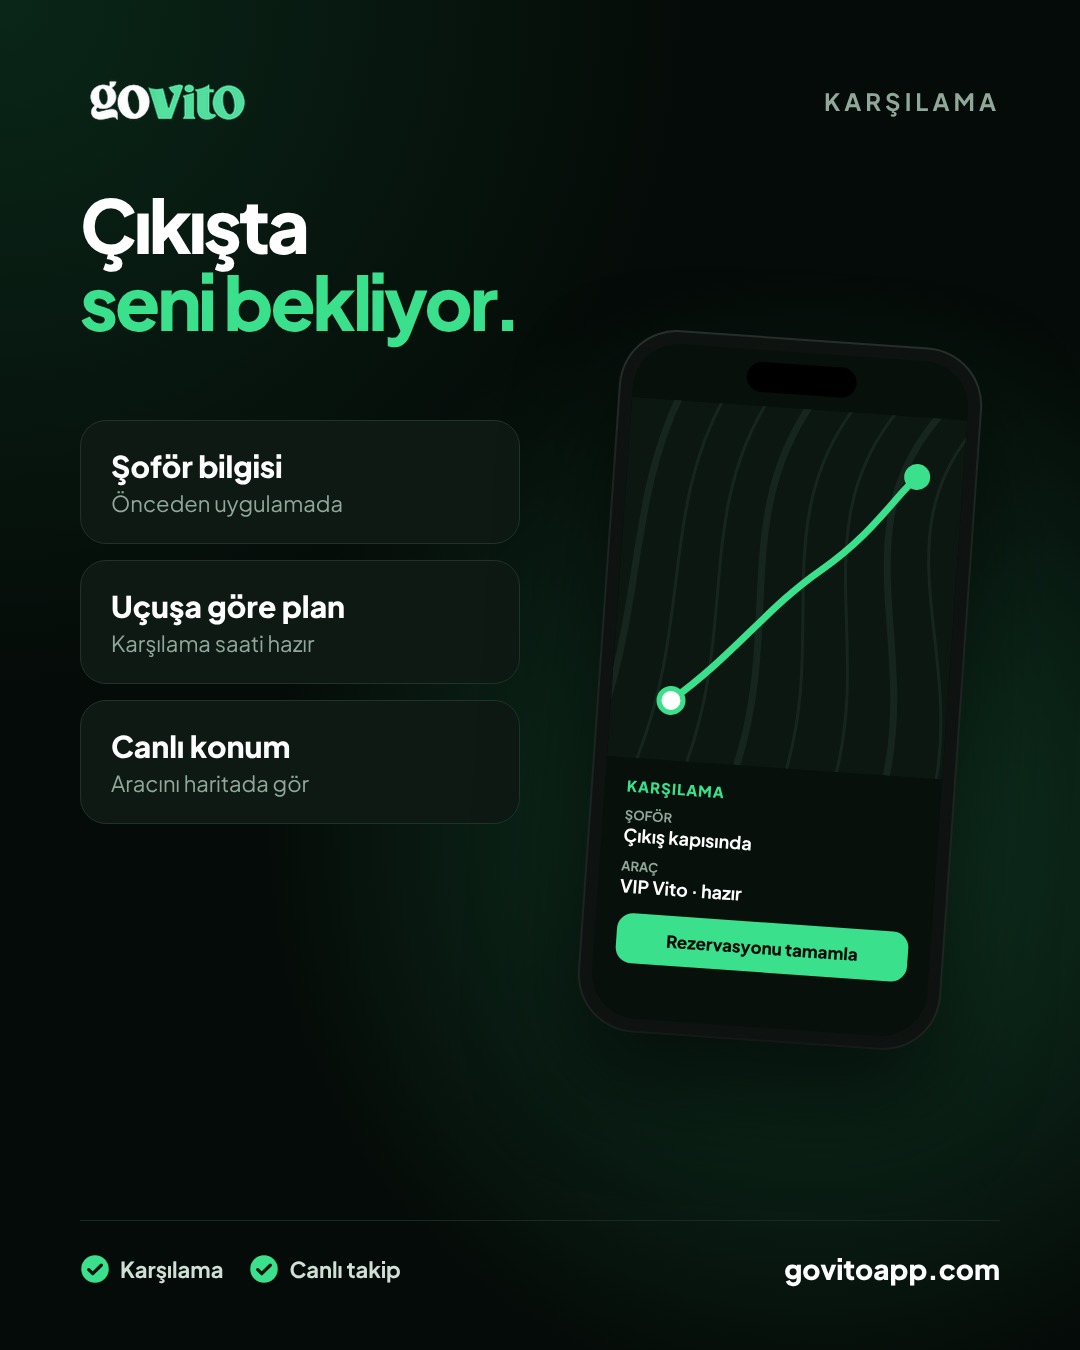 govito
KARŞILAMA
Çıkışta
seni bekliyor.
Şoför bilgisi
Önceden uygulamada
Uçuşa göre plan
Karşılama saati hazır
Canlı konum
Aracını haritada gör
KARŞILAMA
ŞOFÖR
Çıkış kapısında
ARAÇ
VIP Vito · hazır
Rezervasyonu tamamla
Karşılama
Canlı takip
govitoapp.com